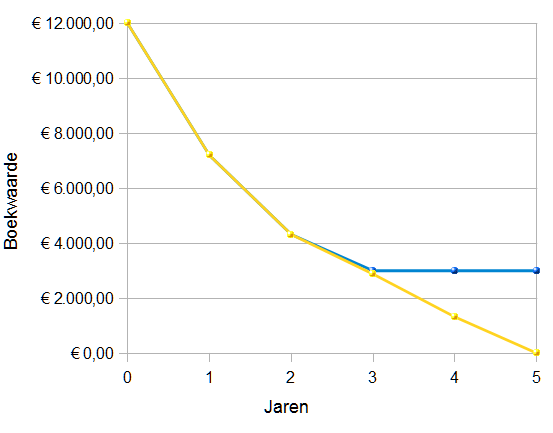 € 12.000,00
€ 10.000,00
€ 8.000,00
€ 6.000,00
€ 4.000,00
€ 2.000,00
€ 0,00
Boekwaarde
0 1 2 3 4 5
Jaren